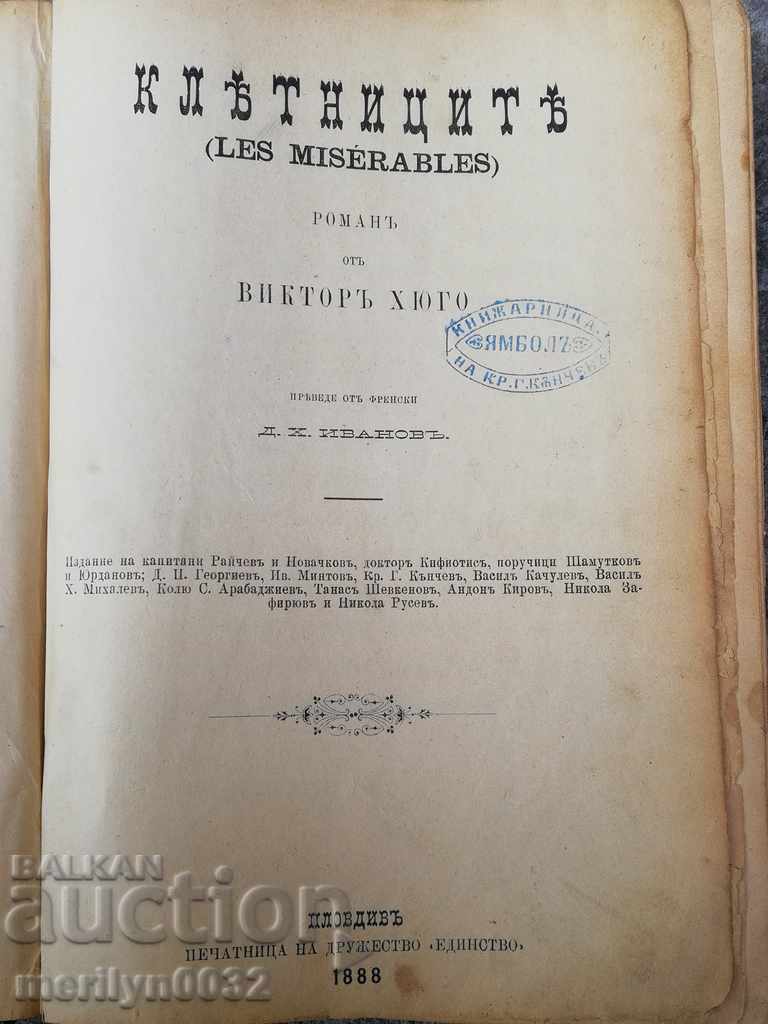 КЛѢТНИЦИТѢ
(LES MISÉRABLES)
РОМАНЪ
ОТЪ
ВИКТОРЪ ХЮГО
КНИЖАРНИЦА
ЯМБОЛЪ
НА КР. Г. КѪНЧЕВЪ
ПРѢВЕДЕ ОТЪ ФРЕНСКИ
Д. Х. ИВАНОВЪ.
Издание на капитани Райчевъ и Новачковъ, докторъ Кифиотисъ, поручици Шамутковъ
и Юрдановъ; Д. П. Георгиевъ, Ив. Минтовъ, Кр. Г. Кънчевъ, Василъ Качулевъ, Василъ
Х. Михалевъ, Колю С. Арабаджиевъ, Танасъ Шевкеновъ, Андонъ Кировъ, Никола За-
фирювъ и Никола Русевъ.
ПЛОВДИВЪ
ПЕЧАТНИЦА НА ДРУЖЕСТВО «ЕДИНСТВО»
1888
BALKAN
auction
merilyn0032